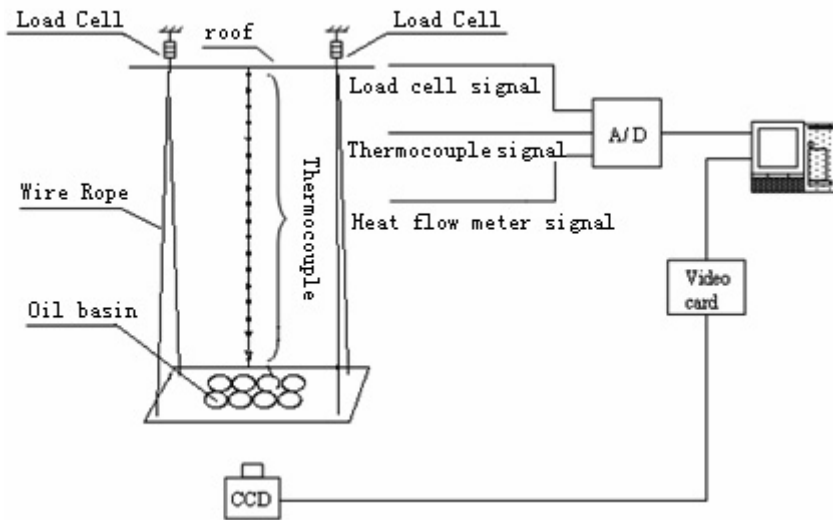 Load Cell
Load Cell
roof
Load cell signal
A/D
Thermocouple signal
Thermocouple
Wire Rope
Heat flow meter signal
Video
card
Oil basin
CCD